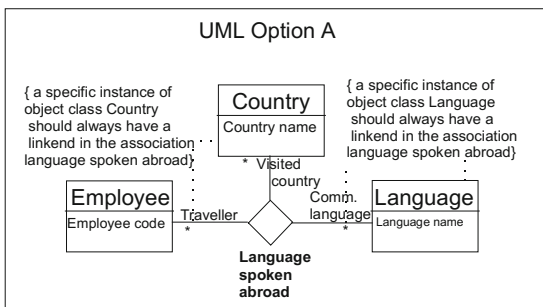 UML Option A
{ a specific instance of
object class Country
should always have a
linkend in the association
language spoken abroad}
{ a specific instance of
object class Language
should always have a
linkend in the association
language spoken abroad}
Country
Country name
* Visited
country
Employee
Employee code
Traveller
*
Comm.
language
*
Language
Language name
Language
spoken
abroad